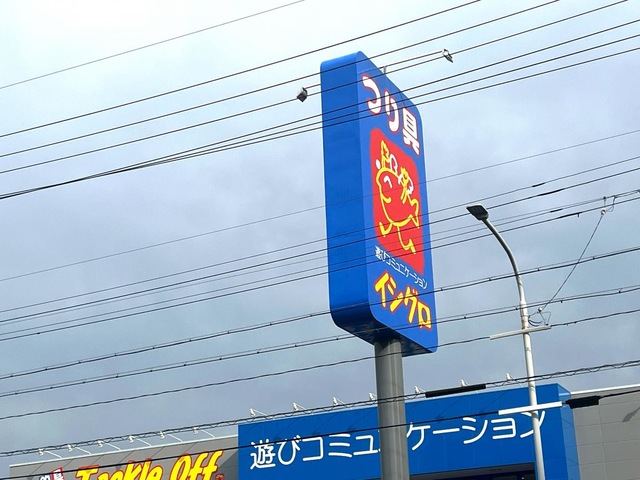 つり具
遊びコミュニケーション
イシグロ
遊びコミュニケーション
Tackle Off.